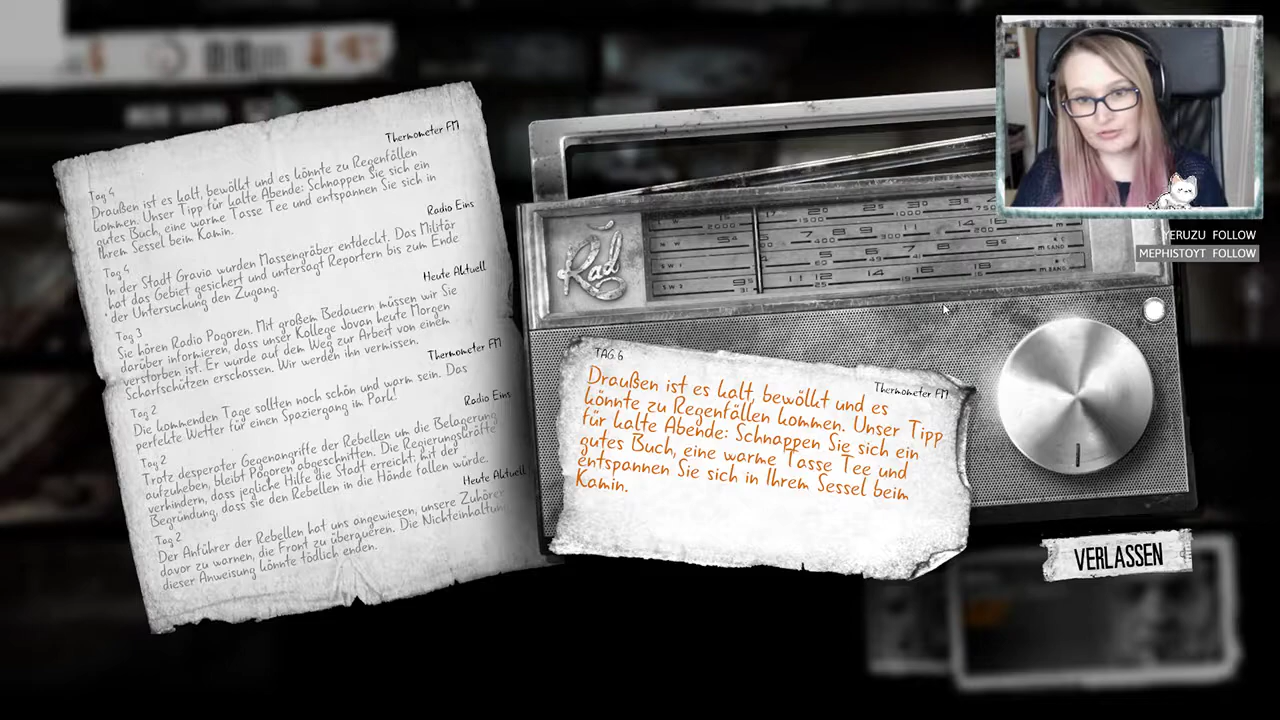 Thermometer FM
Tag 4
Draußen ist es kalt, bewölkt und es könnte zu Regenfällen
kommen. Unser Tipp für kalte Abende: Schnappen Sie sich ein
gutes Buch, eine warme Tasse Tee und entspannen Sie sich in
Ihrem Sessel beim Kamin.
Radio Eins
Tag 4
In der Stadt Gravia wurden Massengräber entdeckt. Das Militär
hat das Gebiet gesichert und untersagt Reportern bis zum Ende
der Untersuchung den Zugang.
Heute Aktuell
Tag 3
Sie hören Radio Pogoren. Mit großem Bedauern müssen wir Sie
darüber informieren, dass unser Kollege Jovan heute Morgen
verstorben ist. Er wurde auf dem Weg zur Arbeit von einem
Scharfschützen erschossen. Wir werden ihn vermissen.
Thermometer FM
Tag 2
Die kommenden Tage sollten noch schön und warm sein. Das
perfekte Wetter für einen Spaziergang im Park!
Radio Eins
Tag 2
Trotz desperater Gegenangriffe der Rebellen um die Belagerung
aufzuheben, bleibt Pogoren abgeschnitten. Die Regierungskräfte
verhindern, dass jegliche Hilfe die Stadt erreicht, mit der
Begründung, dass sie den Rebellen in die Hände fallen würde.
Heute Aktuell
Tag 2
Der Anführer der Rebellen hat uns angewiesen, unsere Zuhörer
davor zu warnen, die Front zu überqueren. Die Nichteinhaltung
dieser Anweisung könnte tödlich enden.
Rad
TAG 6
Thermometer FM
Draußen ist es kalt, bewölkt und es
könnte zu Regenfällen kommen. Unser Tipp
für kalte Abende: Schnappen Sie sich ein
gutes Buch, eine warme Tasse Tee und
entspannen Sie sich in Ihrem Sessel beim
Kamin.
YERUZU FOLLOW
MEPHISTOYT FOLLOW
VERLASSEN